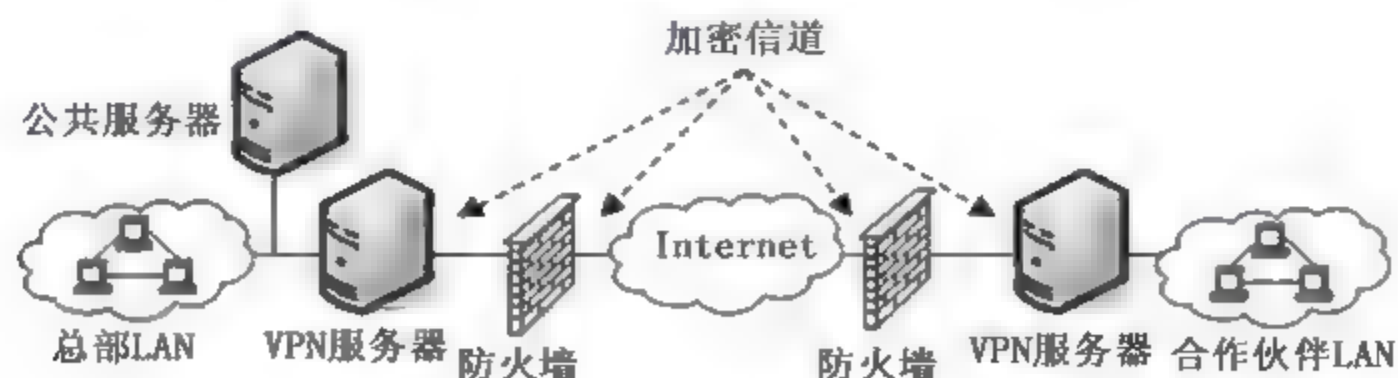 加密信道
公共服务器
Internet
总部LAN
VPN服务器
防火墙
防火墙
VPN服务器
合作伙伴LAN